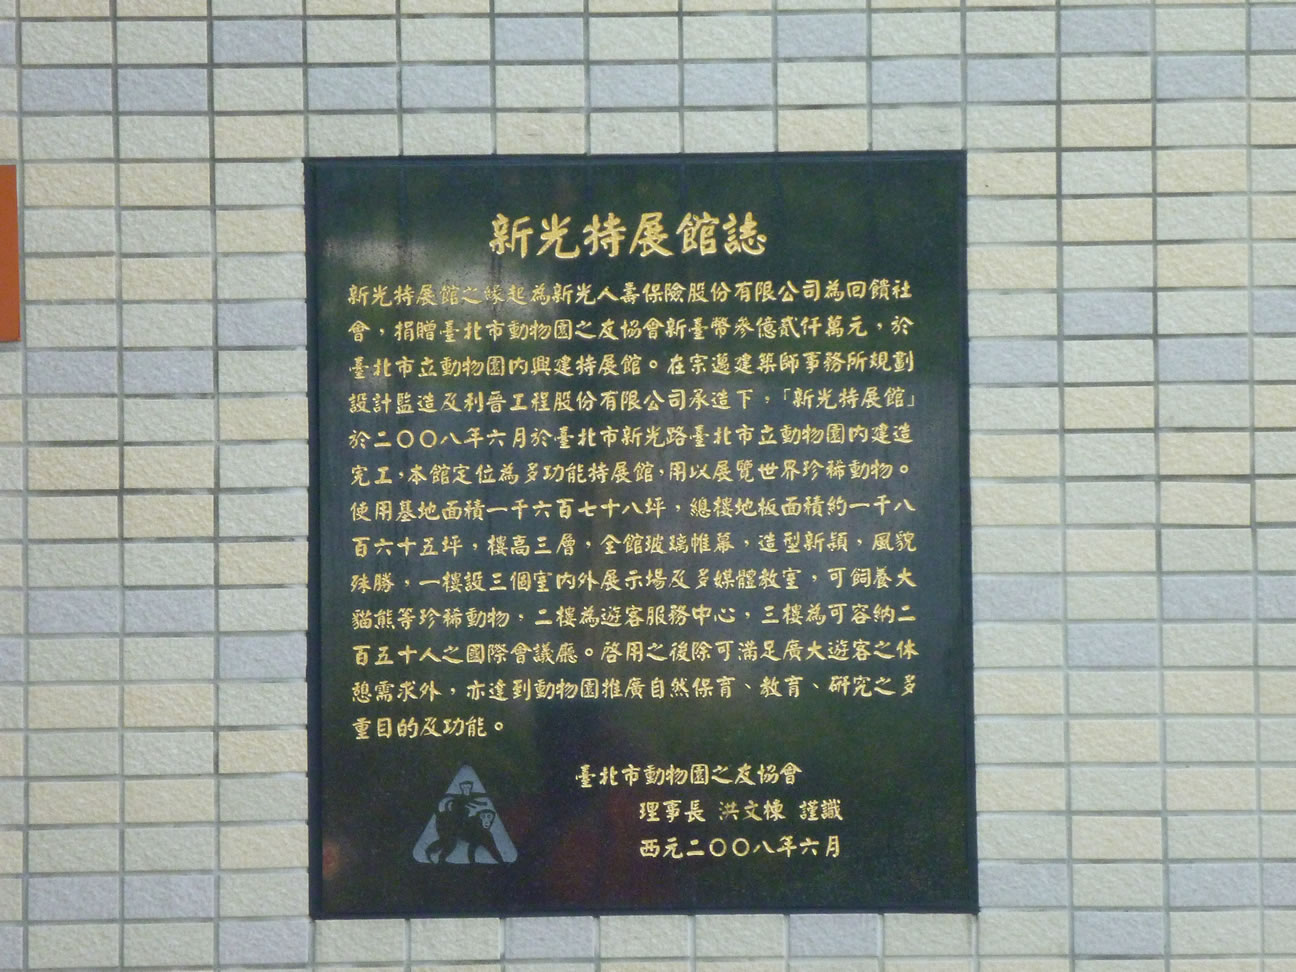 新光特展館誌
新光特展館之緣起為新光人壽保險股份有限公司為回饋社
會，捐贈臺北市動物園之友協會新臺幣參億貳仟萬元，於
臺北市立動物園內興建特展館。在宗邁建築師事務所規劃
設計監造及利晉工程股份有限公司承造下，「新光特展館」
於二〇〇八年六月於臺北市新光路臺北市立動物園內建造
完工，本館定位為多功能特展館，用以展覽世界珍稀動物。
使用基地面積一千六百七十八坪，總樓地板面積約一千八
百六十五坪，樓高三層，全館玻璃帷幕，造型新穎，風貌
殊勝，一樓設三個室內外展示場及多媒體教室，可飼養大
貓熊等珍稀動物，二樓為遊客服務中心，三樓為可容納二
百五十人之國際會議廳。啓用之後除可滿足廣大遊客之休
憩需求外，亦達到動物園推廣自然保育、教育、研究之多
重目的及功能。
臺北市動物園之友協會
理事長 洪文棟 謹識
西元二〇〇八年六月